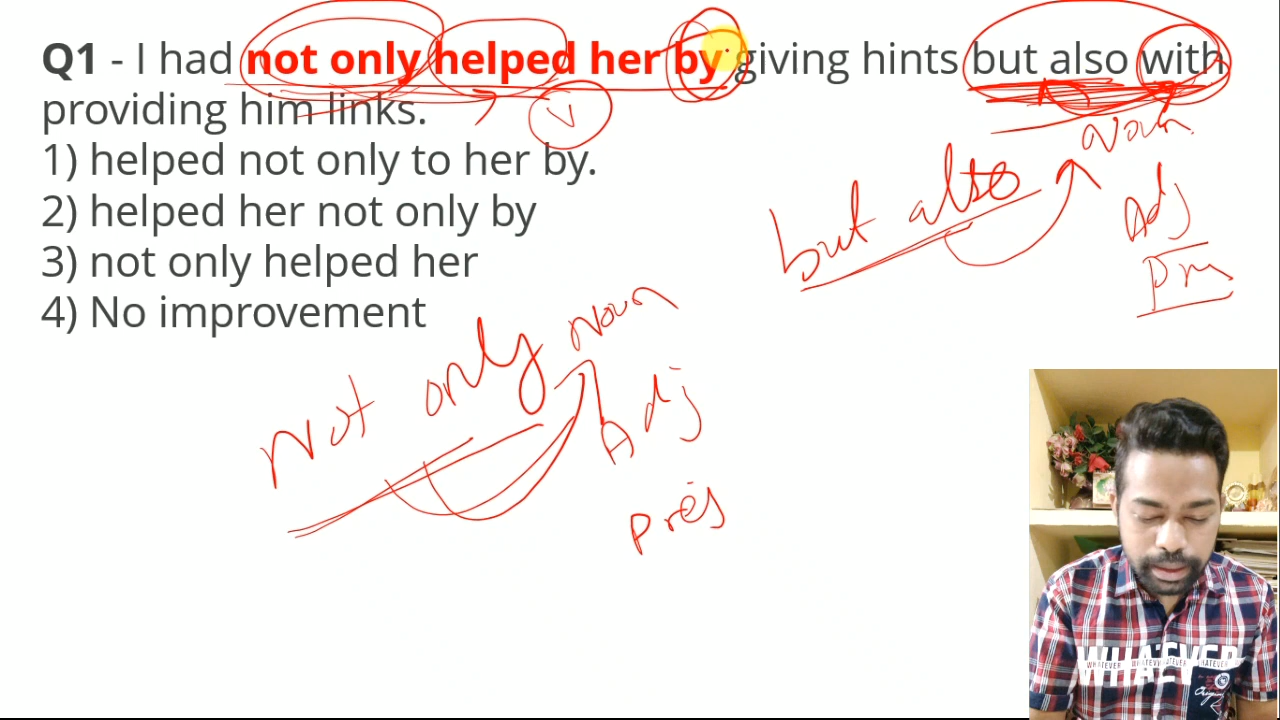 Q1 - I had not only helped her by giving hints but also with
providing him links.
1) helped not only to her by.
2) helped her not only by
3) not only helped her
4) No improvement
V
Noun
but also
Adj
Noun
Not only
Adj
WHATEVER